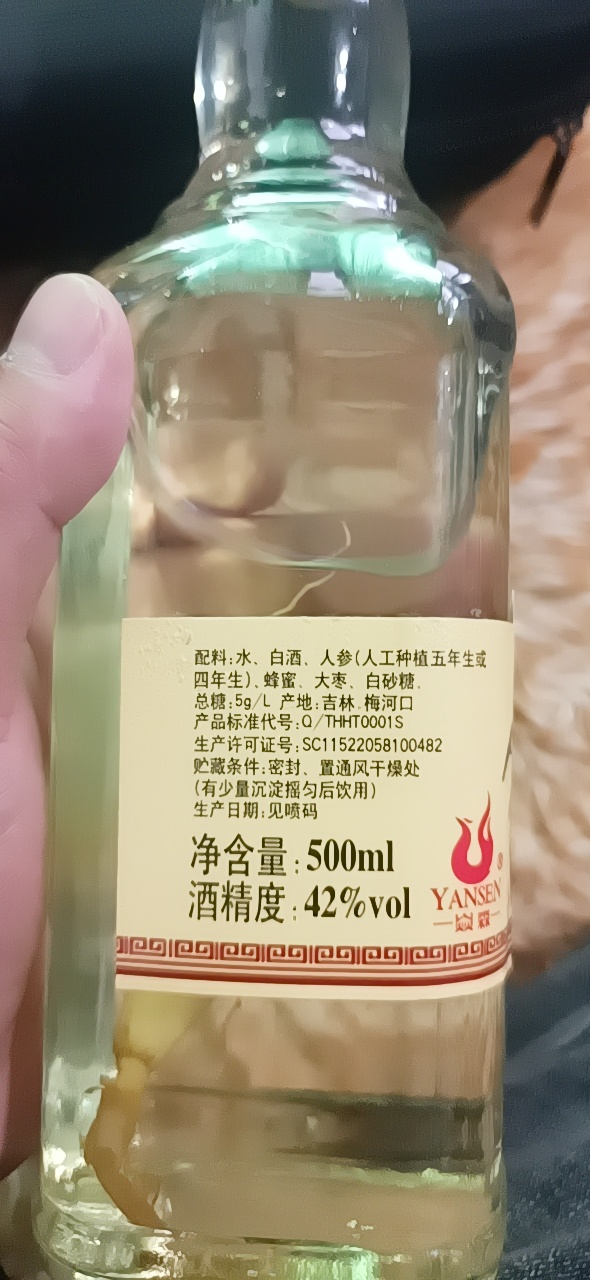 配料:水、白酒、人参(人工种植五年生或
四年生)、蜂蜜、大枣、白砂糖.
总糖:5g/L 产地:吉林.梅河口
产品标准代号:Q/THHT0001S
生产许可证号:SC11522058100482
贮藏条件:密封、置通风干燥处
(有少量沉淀摇匀后饮用)
生产日期:见喷码
净含量:500ml
酒精度:42%vol
®
YANSEN